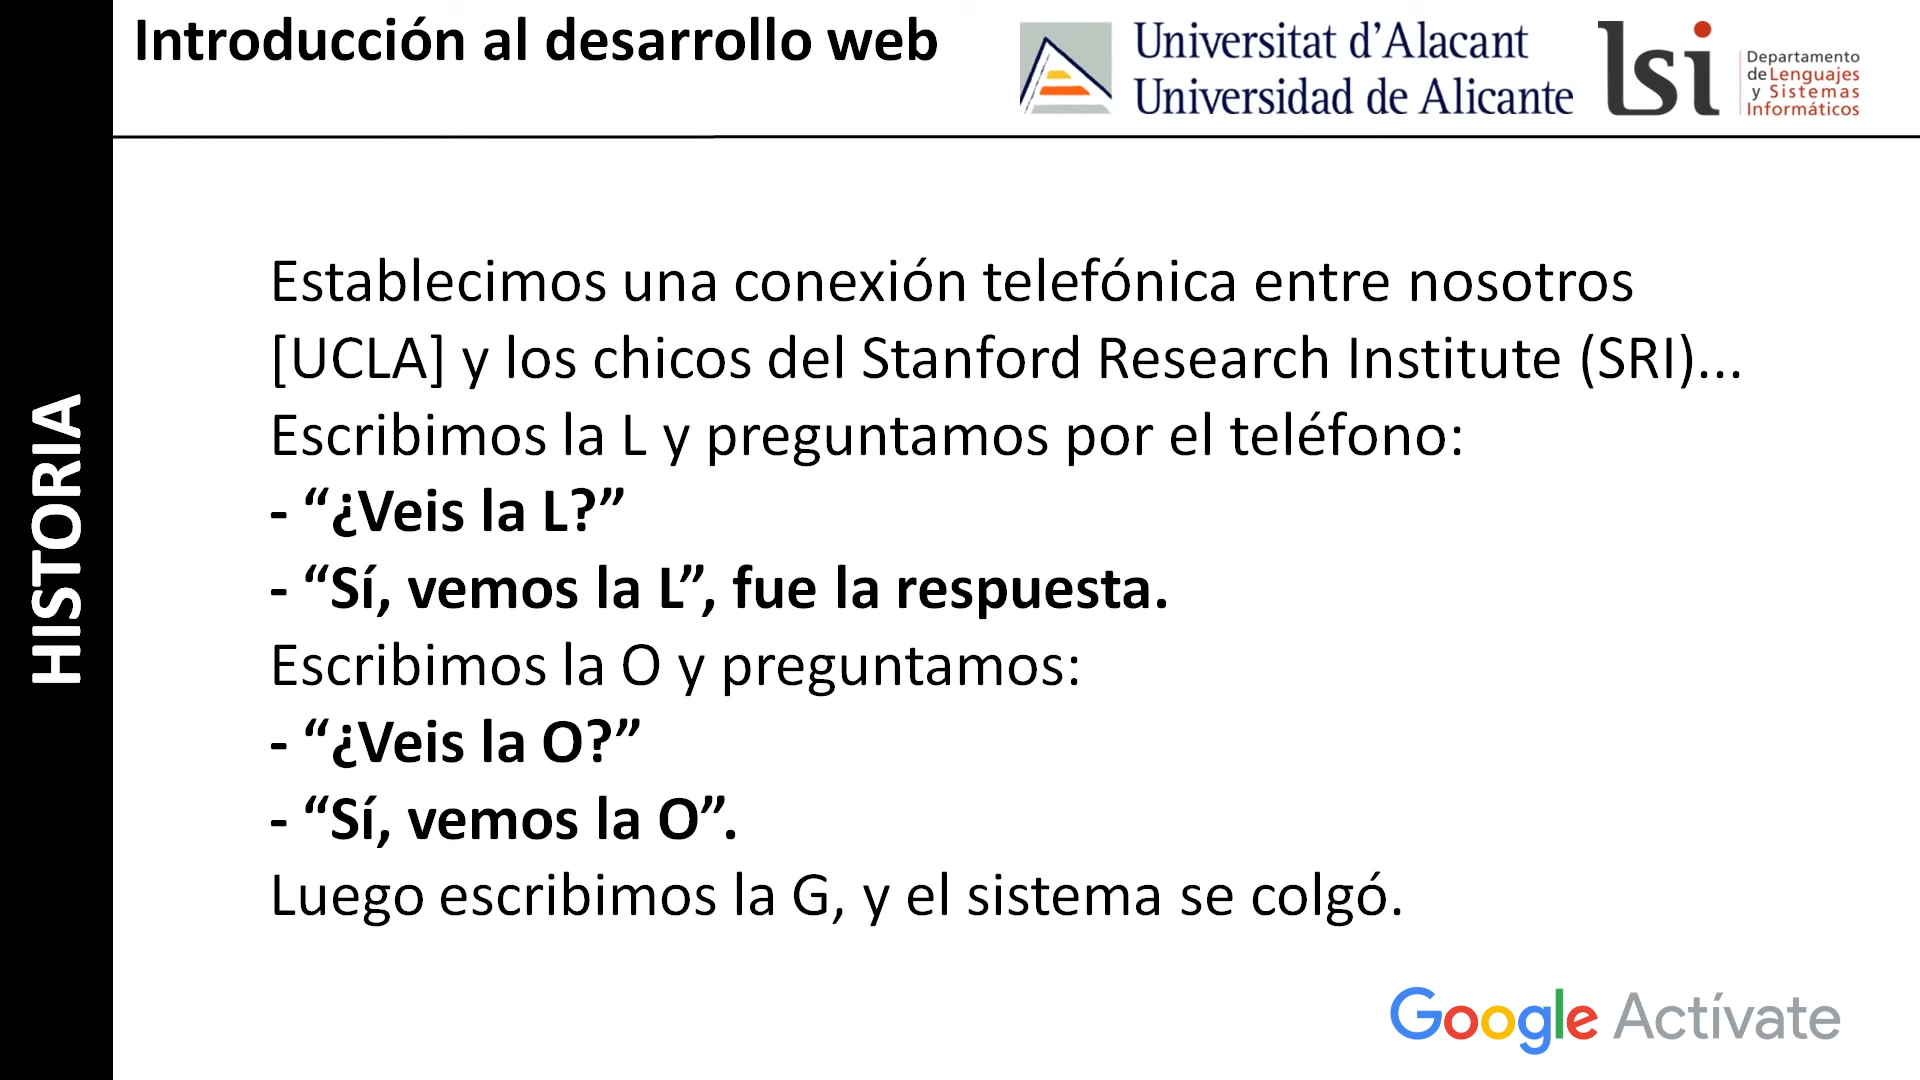 Introducción al desarrollo web
Universitat d’Alacant
Universidad de Alicante
lsi
Departamento
de Lenguajes
y Sistemas
Informáticos
HISTORIA
Establecimos una conexión telefónica entre nosotros
[UCLA] y los chicos del Stanford Research Institute (SRI)...
Escribimos la L y preguntamos por el teléfono:
- “¿Veis la L?”
- “Sí, vemos la L”, fue la respuesta.
Escribimos la O y preguntamos:
- “¿Veis la O?”
- “Sí, vemos la O”.
Luego escribimos la G, y el sistema se colgó.
Google Actívate